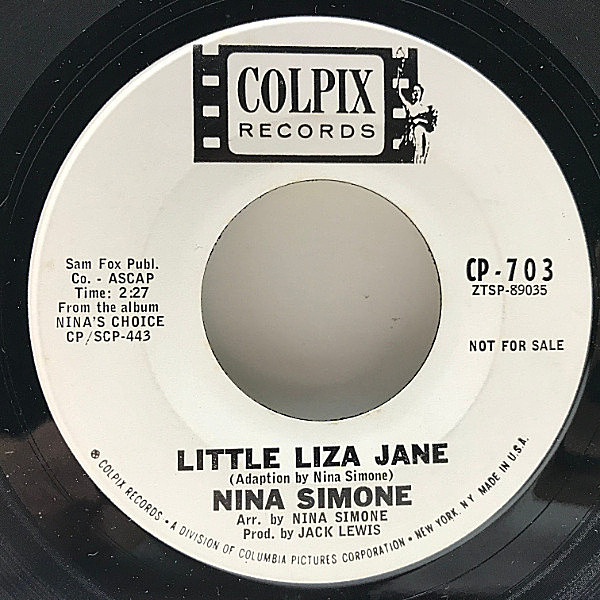 COLPIX
RECORDS
Sam Fox Publ.
Co. - ASCAP
Time: 2:27
From the album
NINA'S CHOICE
CP/SCP-443
CP-703
ZTSP-89035
NOT FOR SALE
LITTLE LIZA JANE
(Adaption by Nina Simone)
NINA SIMONE
Arr. by NINA SIMONE
Prod. by JACK LEWIS
℗ COLPIX RECORDS • A DIVISION OF COLUMBIA PICTURES CORPORATION • NEW YORK, N.Y. MADE IN U.S.A.